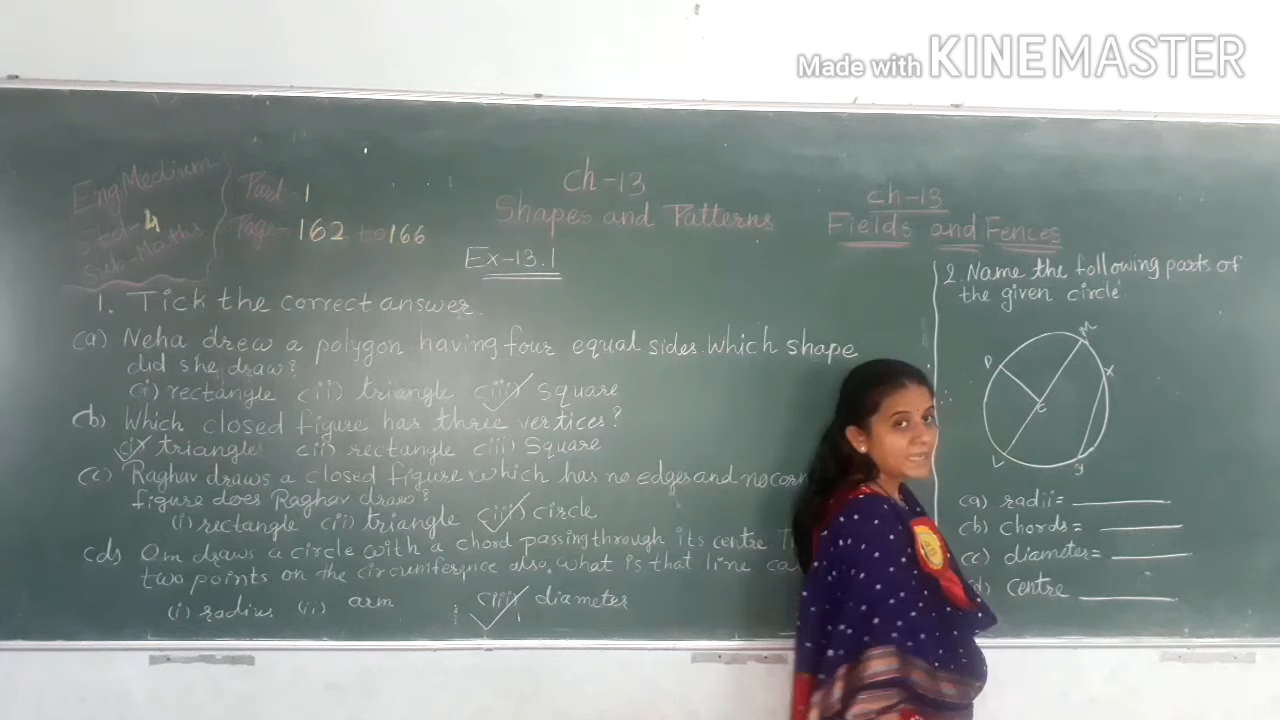 Made with KINEMASTER
Eng Medium
Std-4
Sub-Maths
Part-1
Page-162 to 166
Ch-13
Shapes and Patterns
Ch-13
Fields and Fences
Ex-13.1
1. Tick the correct answer.
(a) Neha drew a polygon having four equal sides. Which shape
did she draw?
(i) rectangle (ii) triangle (iii) Square
(b) Which closed figure has three vertices?
(i) triangle (ii) rectangle (iii) Square
(c) Raghav draws a closed figure which has no edges and no
figure does Raghav draw?
(i) rectangle (ii) triangle (iii) circle
(d) Om draws a circle with a chord passing through its centre.
two points on the circumference also, what is that line
(i) radius (ii) arm (iii) diameter
2. Name the following parts of
the given circle.
M
P
X
C
L
y
(a) radii = ________
(b) chords = ________
(c) diameter = ________
(d) centre ________